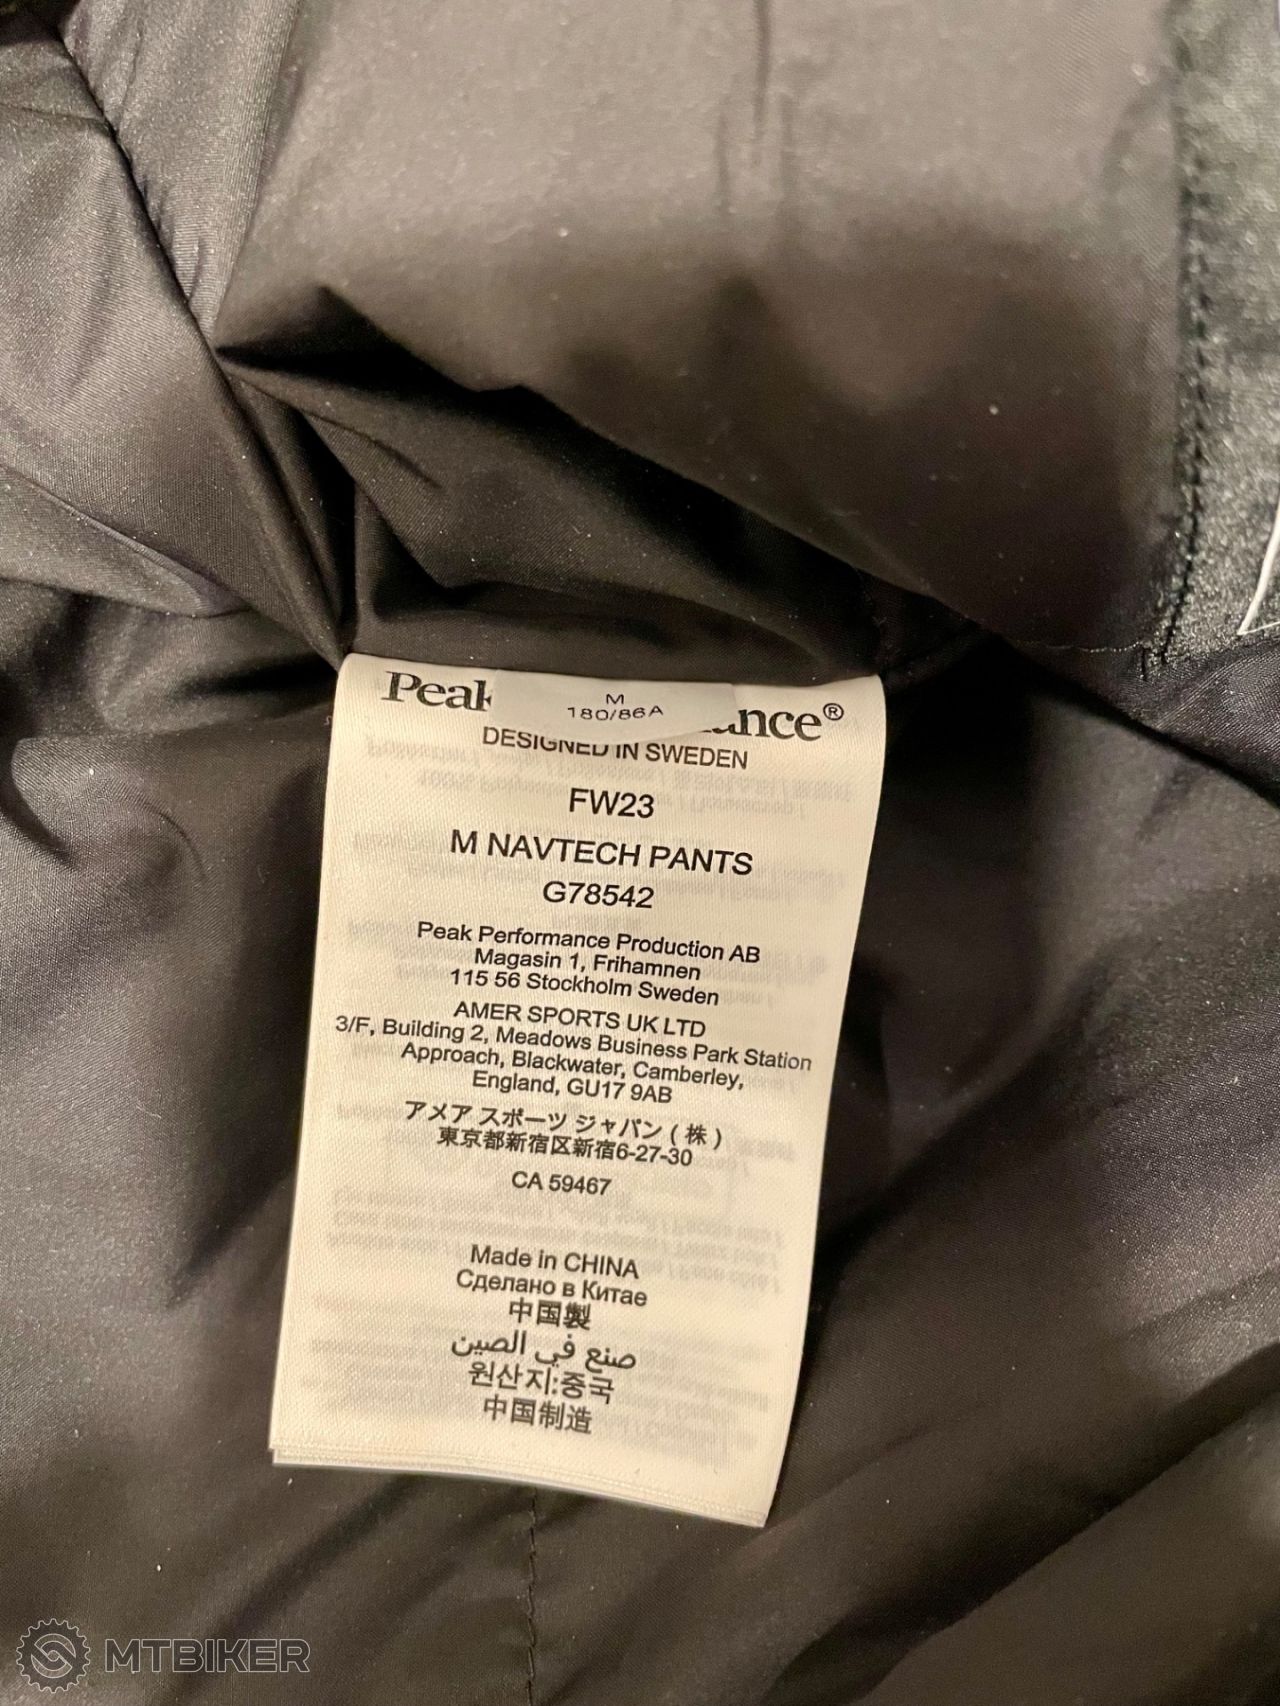 Peak
M
180/86A
nce®
DESIGNED IN SWEDEN
FW23
M NAVTECH PANTS
G78542
Peak Performance Production AB
Magasin 1, Frihamnen
115 56 Stockholm Sweden
AMER SPORTS UK LTD
3/F, Building 2, Meadows Business Park Station
Approach, Blackwater, Camberley,
England, GU17 9AB
アメア スポーツ ジャパン ( 株 )
東京都新宿区新宿6-27-30
CA 59467
Made in CHINA
Сделано в Китае
中国製
صنع في الصين
원산지:중국
中国制造
MTBIKER